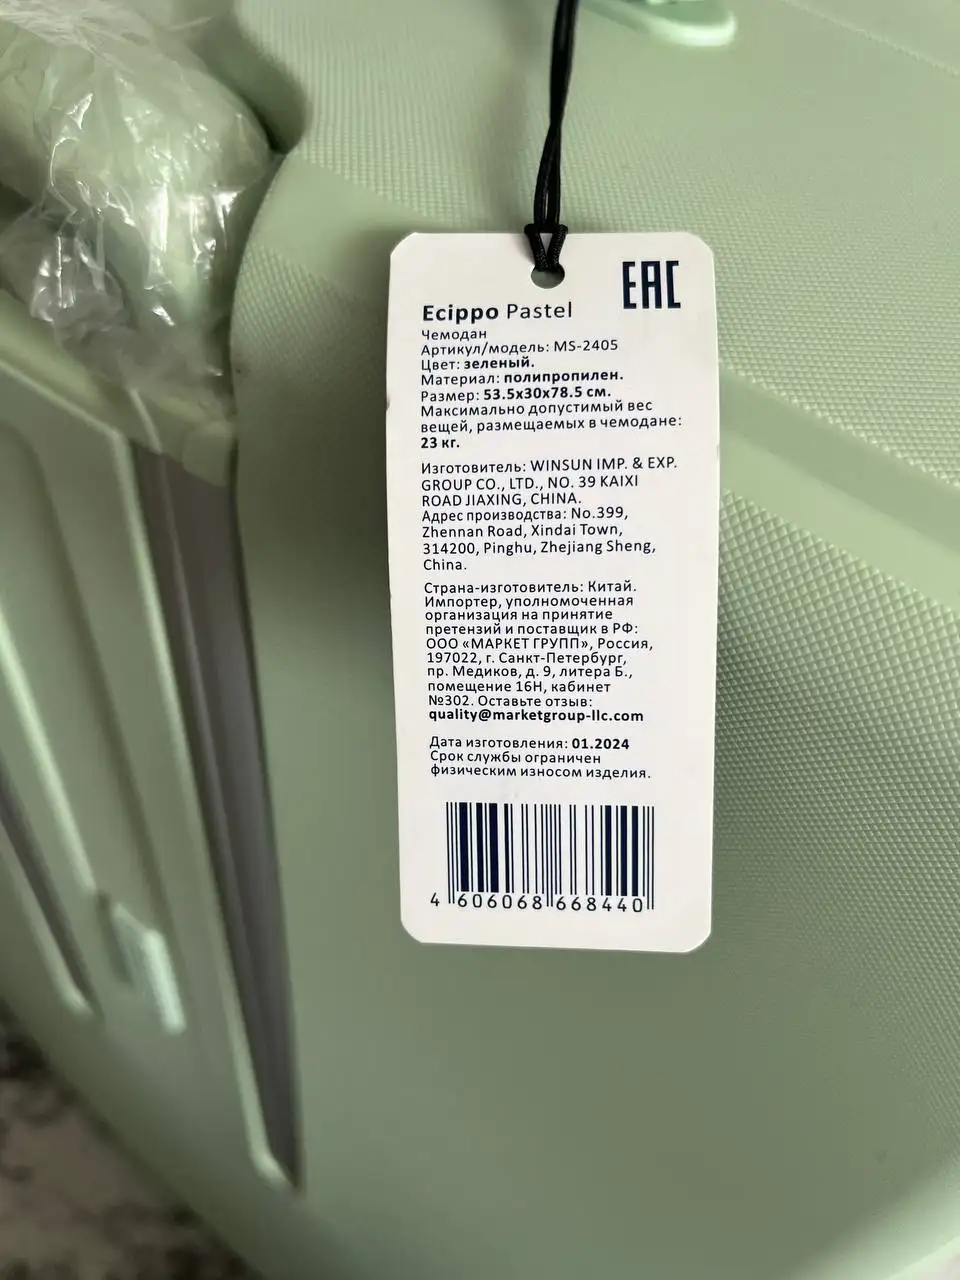 EAC
Ecippo Pastel
Чемодан
Артикул/модель: MS-2405
Цвет: зеленый.
Материал: полипропилен.
Размер: 53.5х30х78.5 см.
Максимально допустимый вес
вещей, размещаемых в чемодане:
23 кг.
Изготовитель: WINSUN IMP. & EXP.
GROUP CO., LTD., NO. 39 KAIXI
ROAD JIAXING, CHINA.
Адрес производства: No.399,
Zhennan Road, Xindai Town,
314200, Pinghu, Zhejiang Sheng,
China.
Страна-изготовитель: Китай.
Импортер, уполномоченная
организация на принятие
претензий и поставщик в РФ:
ООО «МАРКЕТ ГРУПП», Россия,
197022, г. Санкт-Петербург,
пр. Медиков, д. 9, литера Б.,
помещение 16Н, кабинет
№302. Оставьте отзыв:
quality@marketgroup-llc.com
Дата изготовления: 01.2024
Срок службы ограничен
физическим износом изделия.
4 606068 668440